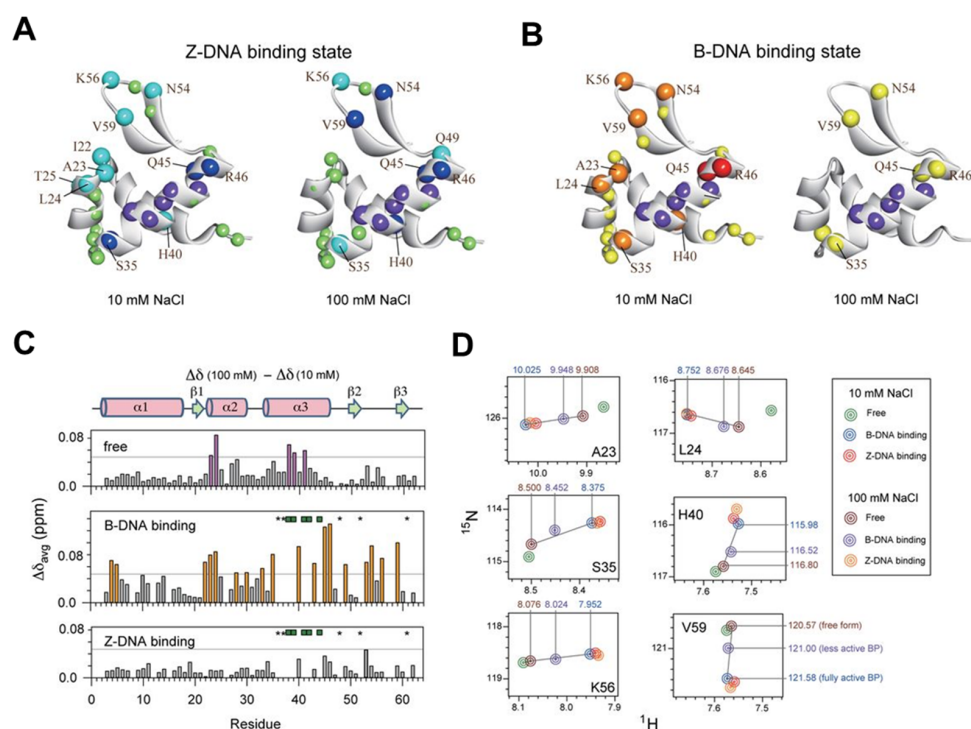 A
Z-DNA binding state
K56
N54
V59
I22
A23
T25
L24
Q45
R46
S35
H40
10 mM NaCl
K56
N54
V59
Q49
Q45
R46
S35
H40
100 mM NaCl
B
B-DNA binding state
K56
N54
V59
A23
L24
Q45
R46
S35
H40
10 mM NaCl
N54
V59
Q45
R46
S35
100 mM NaCl
C
Δδ (100 mM) – Δδ (10 mM)
α1
β1
α2
α3
β2
β3
free
0.08
0.0
B-DNA binding
** * * *
0.08
0.0
Z-DNA binding
** * * *
0.08
0.0
Δδavg (ppm)
0 10 20 30 40 50 60
Residue
D
10.025 9.948 9.908
126
A23
10.0 9.9
8.752 8.676 8.645
116.6
117.7
L24
8.7 8.6
8.500 8.452 8.375
114
115
S35
8.5 8.4
H40
116.0
117.0
115.98
116.52
116.80
7.6 7.5
8.076 8.024 7.952
118
119
K56
8.1 8.0 7.9
V59
121
120.57 (free form)
121.00 (less active BP)
121.58 (fully active BP)
7.6 7.5
15N
1H
10 mM NaCl
Free
B-DNA binding
Z-DNA binding
100 mM NaCl
Free
B-DNA binding
Z-DNA binding